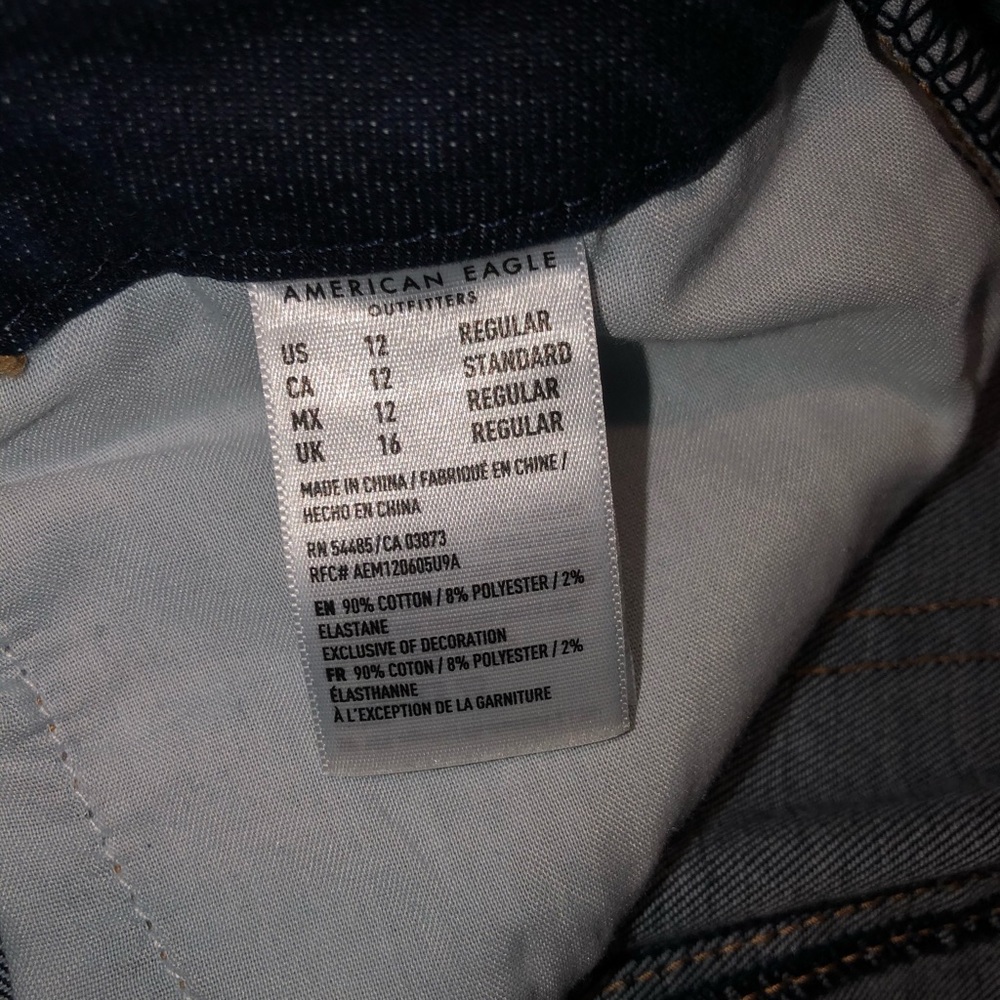 AMERICAN EAGLE
OUTFITTERS
US 12 REGULAR
CA 12 STANDARD
MX 12 REGULAR
UK 16 REGULAR
MADE IN CHINA / FABRIQUÉ EN CHINE /
HECHO EN CHINA
RN 54485/CA 03873
RFC# AEM120605U9A
EN 90% COTTON / 8% POLYESTER / 2%
ELASTANE
EXCLUSIVE OF DECORATION
FR 90% COTON / 8% POLYESTER / 2%
ÉLASTHANNE
À L'EXCEPTION DE LA GARNITURE